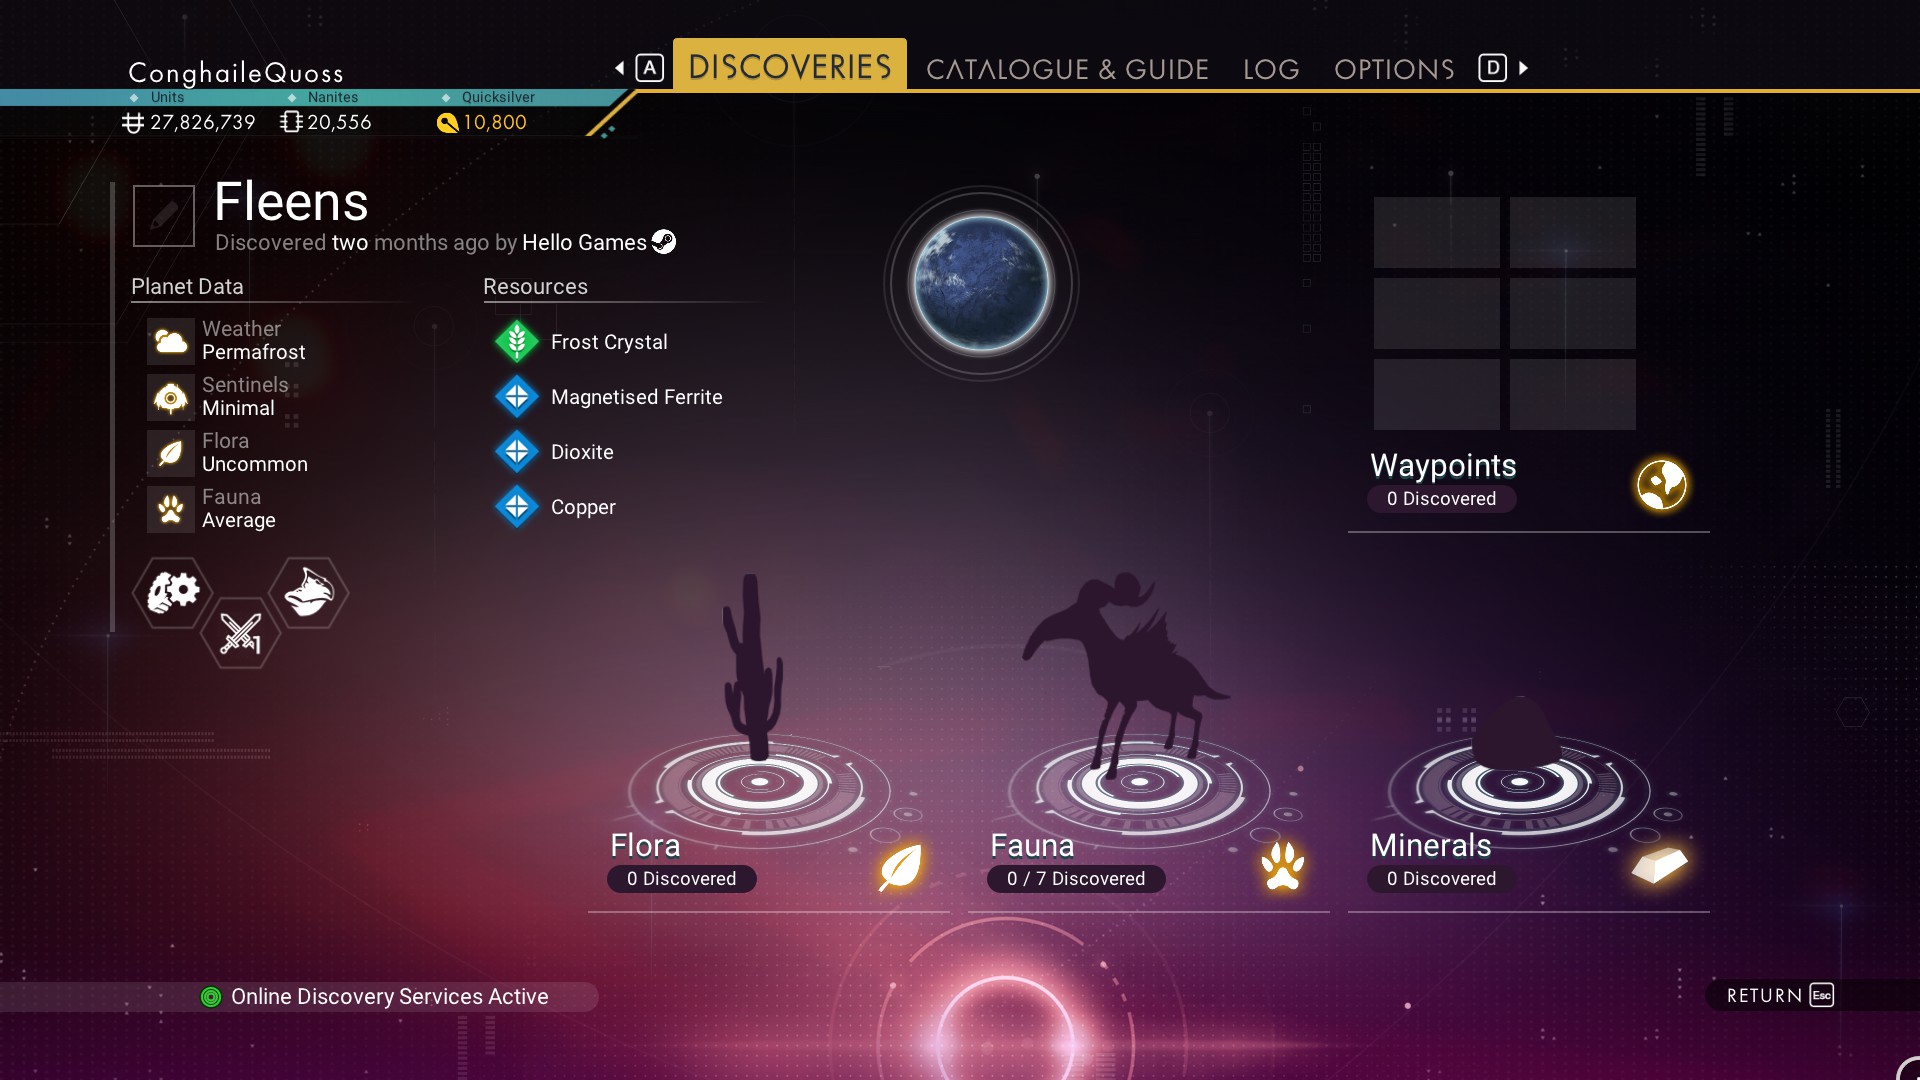 ConghaileQuoss
Units
Nanites
Quicksilver
27,826,739
20,556
10,800
A
DISCOVERIES
CATALOGUE & GUIDE
LOG
OPTIONS
D
Fleens
Discovered two months ago by Hello Games
Planet Data
Weather
Permafrost
Sentinels
Minimal
Flora
Uncommon
Fauna
Average
1
Resources
Frost Crystal
Magnetised Ferrite
Dioxite
Copper
Waypoints
0 Discovered
Flora
0 Discovered
Fauna
0 / 7 Discovered
Minerals
0 Discovered
Online Discovery Services Active
RETURN Esc